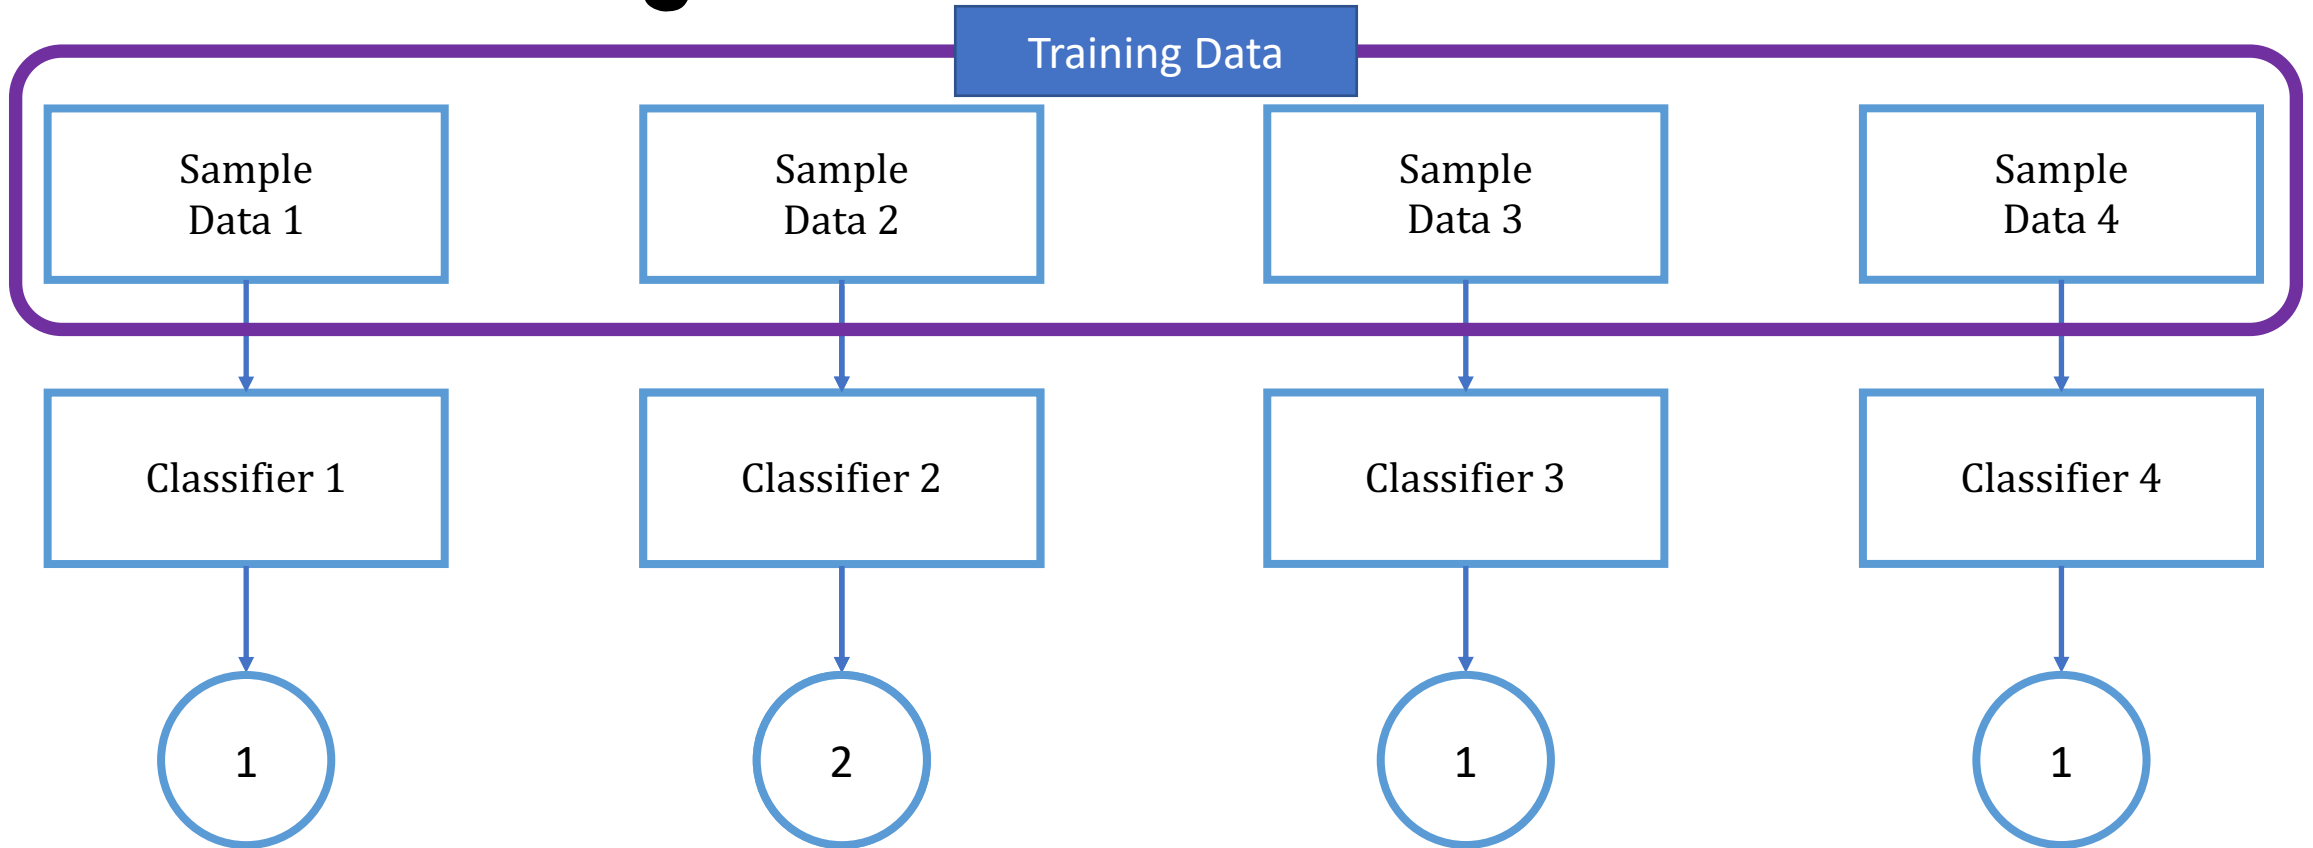 Training Data
Sample
Data 1
Sample
Data 2
Sample
Data 3
Sample
Data 4
Classifier 1
Classifier 2
Classifier 3
Classifier 4
1
2
1
1